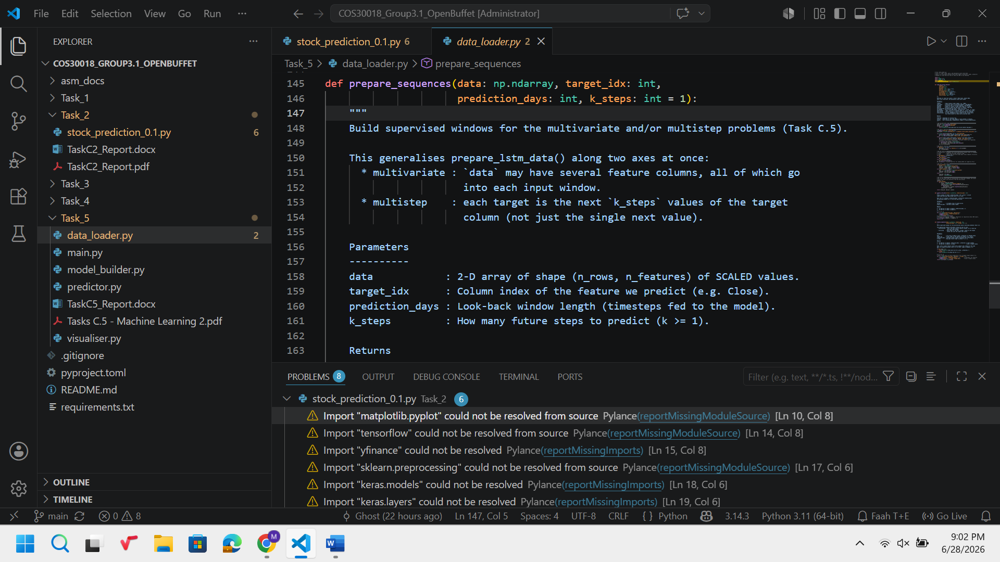 File Edit Selection View Go Run ···
COS30018_Group3.1_OpenBuffet [Administrator]
EXPLORER
COS30018_GROUP3.1_OPENBUFFET
asm_docs
Task_1
Task_2
stock_prediction_0.1.py 6
TaskC2_Report.docx
TaskC2_Report.pdf
Task_3
Task_4
Task_5
data_loader.py 2
main.py
model_builder.py
predictor.py
TaskC5_Report.docx
Tasks C.5 - Machine Learning 2.pdf
visualiser.py
.gitignore
pyproject.toml
README.md
requirements.txt
OUTLINE
TIMELINE
stock_prediction_0.1.py 6
data_loader.py 2
Task_5 > data_loader.py > prepare_sequences
145 def prepare_sequences(data: np.ndarray, target_idx: int,
146 prediction_days: int, k_steps: int = 1):
147 """
148 Build supervised windows for the multivariate and/or multistep problems (Task C.5).
149
150 This generalises prepare_lstm_data() along two axes at once:
151 * multivariate : `data` may have several feature columns, all of which go
152 into each input window.
153 * multistep : each target is the next `k_steps` values of the target
154 column (not just the single next value).
155
156 Parameters
157 ----------
158 data : 2-D array of shape (n_rows, n_features) of SCALED values.
159 target_idx : Column index of the feature we predict (e.g. Close).
160 prediction_days : Look-back window length (timesteps fed to the model).
161 k_steps : How many future steps to predict (k >= 1).
162
163 Returns
PROBLEMS 8 OUTPUT DEBUG CONSOLE TERMINAL PORTS
Filter (e.g. text, **/*.ts, !**/nod...
stock_prediction_0.1.py Task_2 6
Import "matplotlib.pyplot" could not be resolved from source Pylance(reportMissingModuleSource) [Ln 10, Col 8]
Import "tensorflow" could not be resolved from source Pylance(reportMissingModuleSource) [Ln 14, Col 8]
Import "yfinance" could not be resolved Pylance(reportMissingImports) [Ln 15, Col 8]
Import "sklearn.preprocessing" could not be resolved from source Pylance(reportMissingModuleSource) [Ln 17, Col 6]
Import "keras.models" could not be resolved Pylance(reportMissingImports) [Ln 18, Col 6]
Import "keras.layers" could not be resolved Pylance(reportMissingImports) [Ln 19, Col 6]
main 0 8 Ghost (22 hours ago) Ln 147, Col 5 Spaces: 4 UTF-8 CRLF { } Python 3.14.3 Python 3.11 (64-bit) Faah T+E Go Live
M
W
9:02 PM
6/28/2026